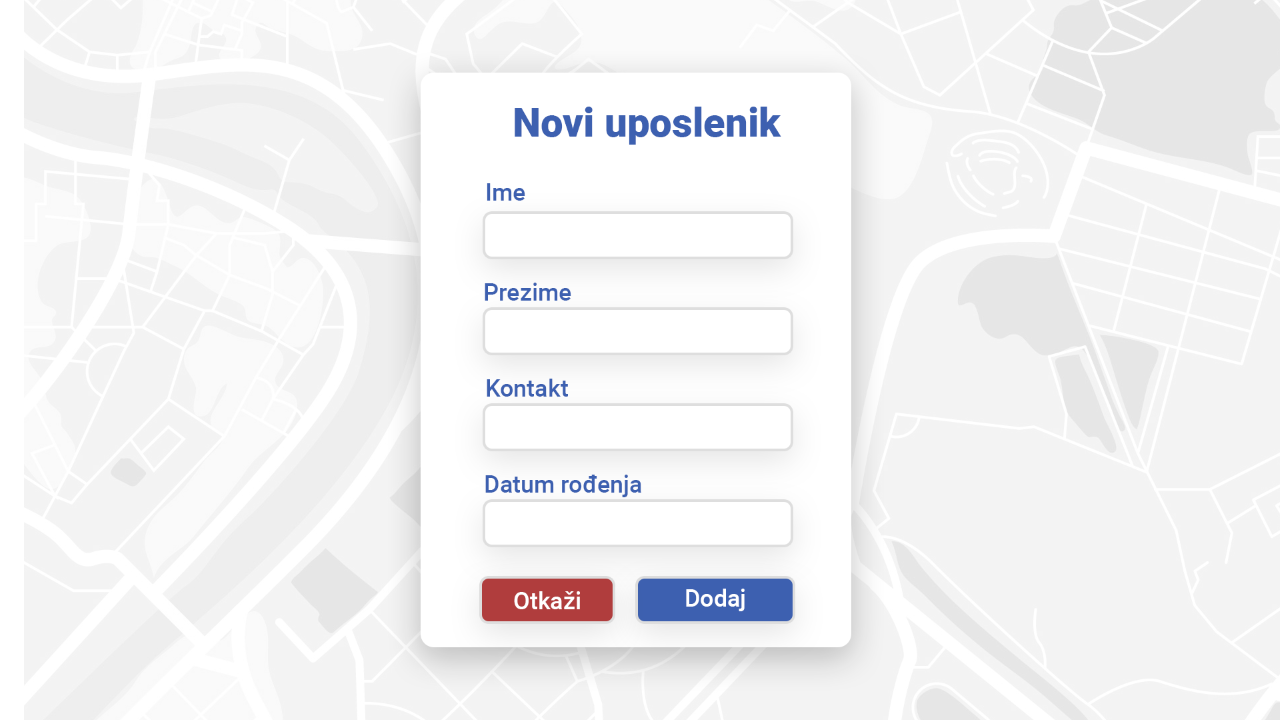 Novi uposlenik
Ime
Prezime
Kontakt
Datum rođenja
Otkaži
Dodaj